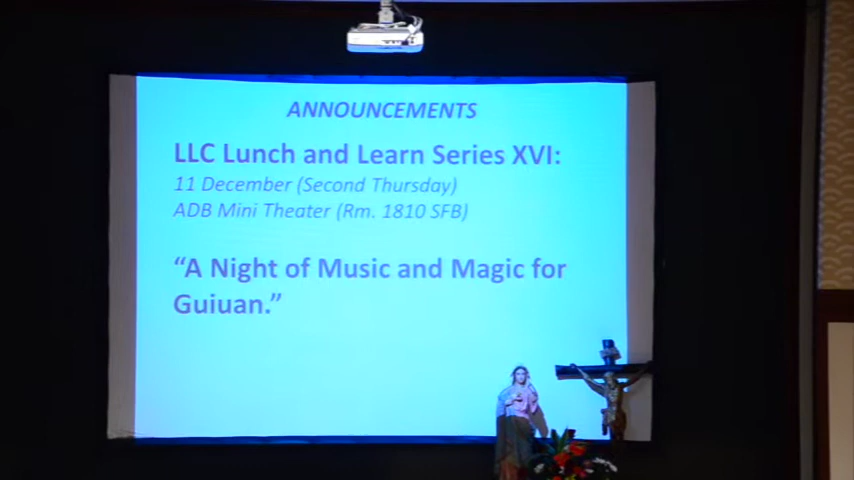 ANNOUNCEMENTS
LLC Lunch and Learn Series XVI:
11 December (Second Thursday)
ADB Mini Theater (Rm. 1810 SFB)
“A Night of Music and Magic for
Guiuan.”